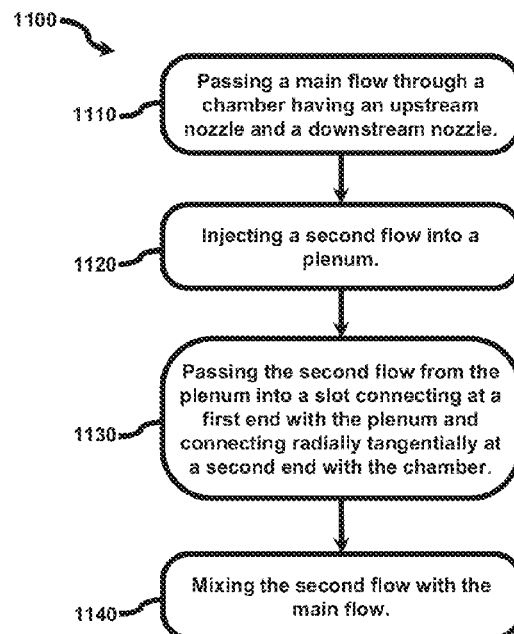 1100
Passing a main flow through a
chamber having an upstream
nozzle and a downstream nozzle.
1110
Injecting a second flow into a
plenum.
1120
Passing the second flow from the
plenum into a slot connecting at a
first end with the plenum and
connecting radially tangentially at
a second end with the chamber.
1130
Mixing the second flow with the
main flow.
1140